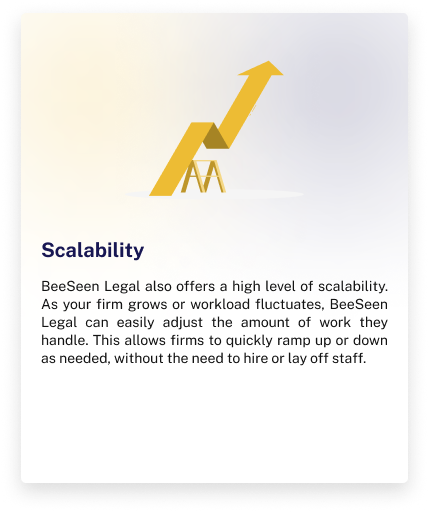 Scalability
BeeSeen Legal also offers a high level of scalability.
As your firm grows or workload fluctuates, BeeSeen
Legal can easily adjust the amount of work they
handle. This allows firms to quickly ramp up or down
as needed, without the need to hire or lay off staff.